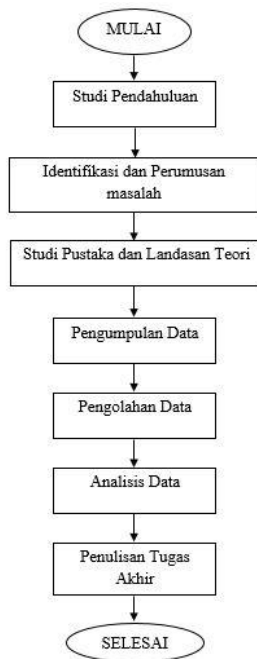 MULAI
Studi Pendahuluan
Identifikasi dan Perumusan
masalah
Studi Pustaka dan Landasan Teori
Pengumpulan Data
Pengolahan Data
Analisis Data
Penulisan Tugas
Akhir
SELESAI